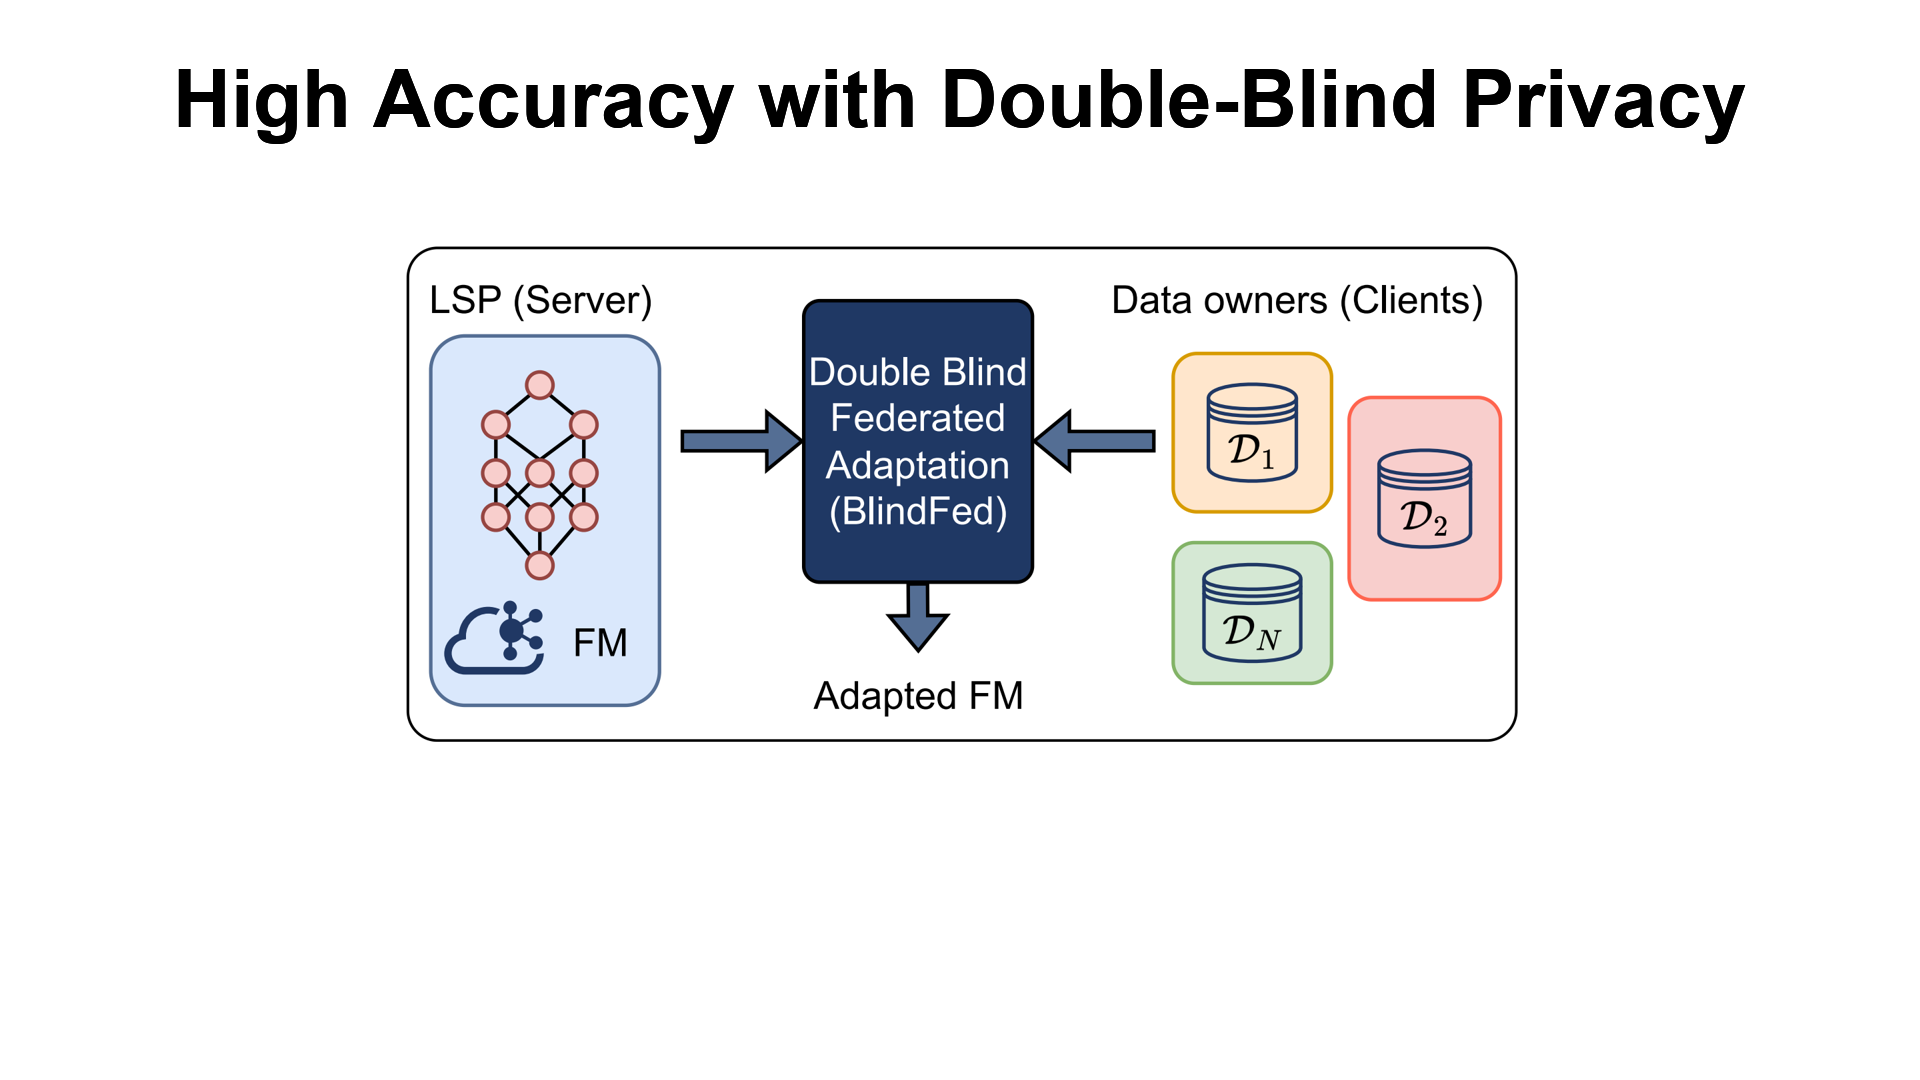 High Accuracy with Double-Blind Privacy
LSP (Server)
FM
Double Blind
Federated
Adaptation
(BlindFed)
Adapted FM
Data owners (Clients)
𝒟₁
𝒟₂
𝒟_N